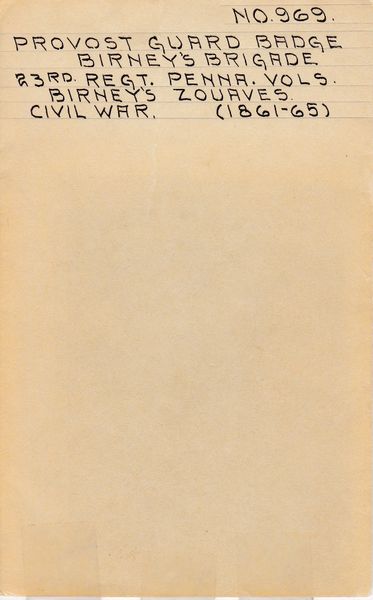 NO. 969.
PROVOST GUARD BADGE
BIRNEY'S BRIGADE
23RD. REGT. PENNA. VOLS.
BIRNEY'S ZOUAVES.
CIVIL WAR. (1861-65)